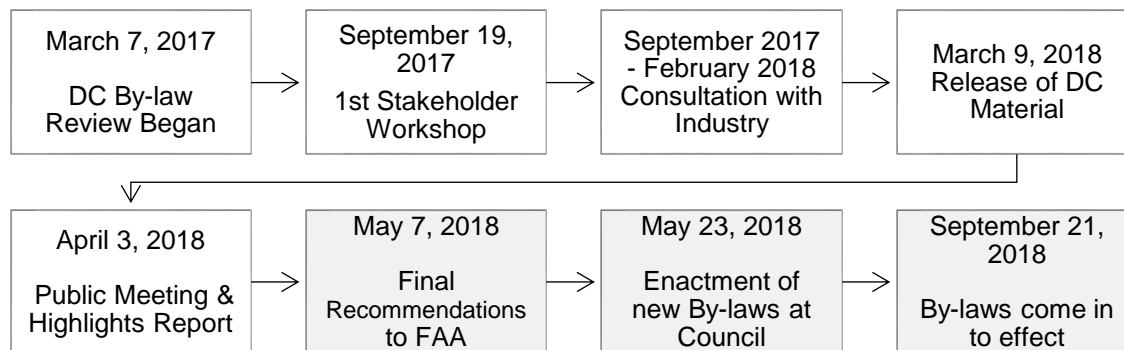 March 7, 2017
DC By-law
Review Began
September 19,
2017
1st Stakeholder
Workshop
September 2017
- February 2018
Consultation with
Industry
March 9, 2018
Release of DC
Material
April 3, 2018
Public Meeting &
Highlights Report
May 7, 2018
Final
Recommendations
to FAA
May 23, 2018
Enactment of
new By-laws at
Council
September 21,
2018
By-laws come in
to effect